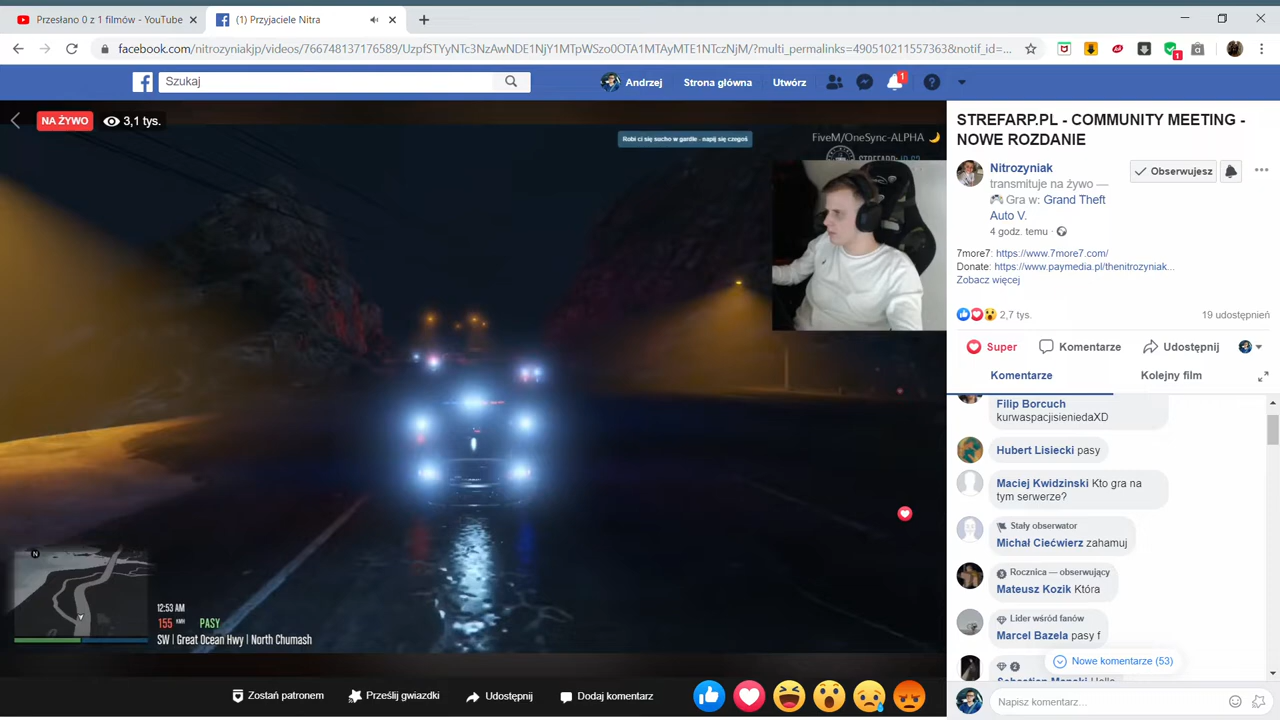 Przesłano 0 z 1 filmów - YouTube
(1) Przyjaciele Nitra
facebook.com/nitrozyniakjp/videos/766748137176589/UzpfSTYyNTc3NzAwNDE1NjY1MTpWSzo0OTA1MTAyMTE1NTczNjM/?multi_permalinks=490510211557363&notif_id=...
Szukaj
Andrzej
Strona główna
Utwórz
1
NA ŻYWO
3,1 tys.
Robi ci się sucho w gardle - napij się czegoś
FiveM/OneSync-ALPHA
N
12:53 AM
155 KMH PASY
SW | Great Ocean Hwy | North Chumash
Zostań patronem
Prześlij gwiazdki
Udostępnij
Dodaj komentarz
STREFARP.PL - COMMUNITY MEETING -
NOWE ROZDANIE
Nitrozyniak
transmituje na żywo —
Gra w: Grand Theft
Auto V.
4 godz. temu
Obserwujesz
7more7: https://www.7more7.com/
Donate: https://www.paymedia.pl/thenitrozyniak...
Zobacz więcej
2,7 tys.
19 udostępnień
Super
Komentarze
Udostępnij
Komentarze
Kolejny film
Filip Borcuch
kurwaspacjisieniedaXD
Hubert Lisiecki pasy
Maciej Kwidzinski Kto gra na
tym serwerze?
Stały obserwator
Michał Ciećwierz zahamuj
Rocznica — obserwujący
Mateusz Kozik Która
Lider wśród fanów
Marcel Bazela pasy f
Nowe komentarze (53)
Napisz komentarz...